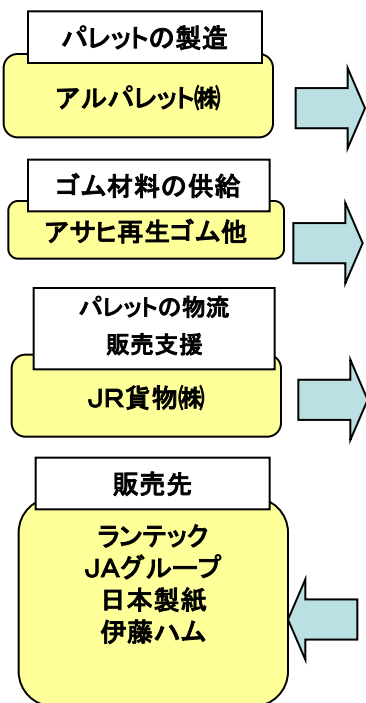 パレットの製造
アルパレット㈱
ゴム材料の供給
アサヒ再生ゴム他
パレットの物流
販売支援
ＪＲ貨物㈱
販売先
ランテック
JAグループ
日本製紙
伊藤ハム